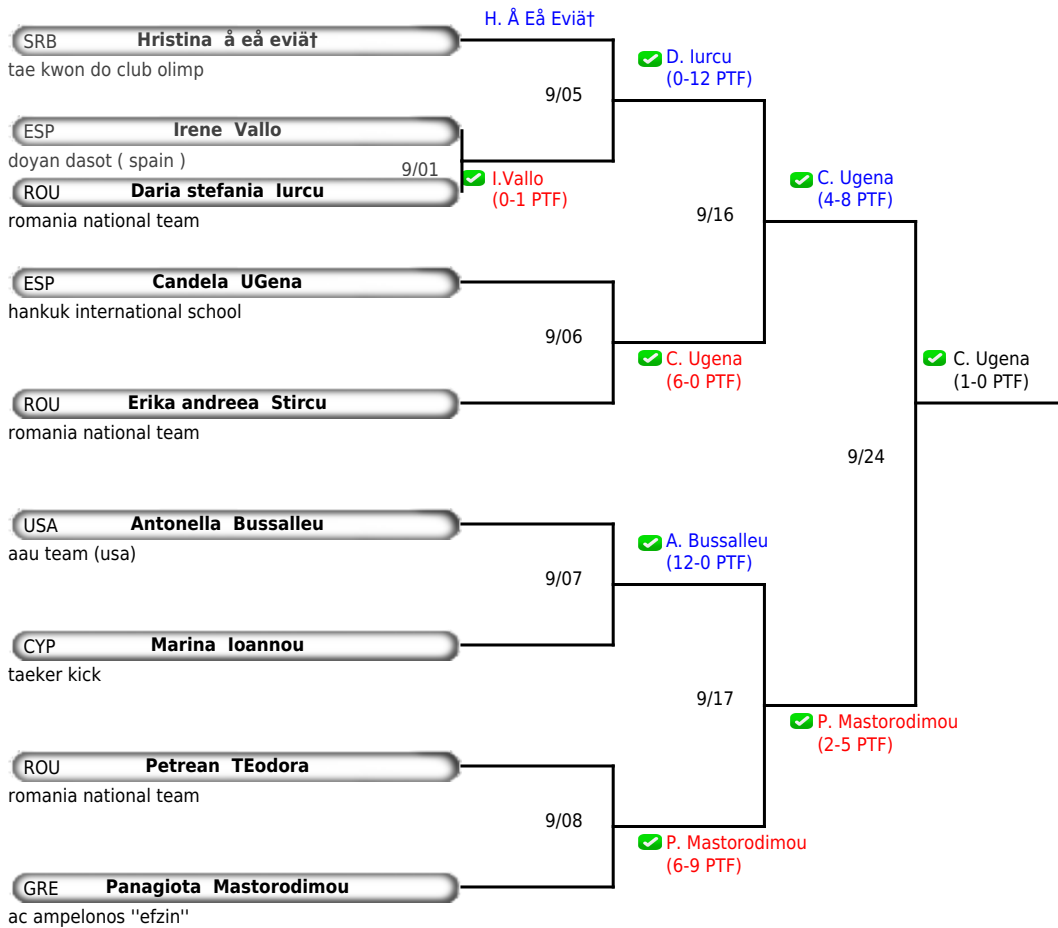 H. Å Eå Eviä†
SRB Hristina å eå eviä†
tae kwon do club olimp
D. Iurcu
(0-12 PTF)
9/05
ESP Irene Vallo
doyan dasot ( spain )
9/01
I.Vallo
(0-1 PTF)
ROU Daria stefania Iurcu
romania national team
C. Ugena
(4-8 PTF)
9/16
ESP Candela UGena
hankuk international school
9/06
C. Ugena
(6-0 PTF)
C. Ugena
(1-0 PTF)
ROU Erika andreea Stircu
romania national team
9/24
USA Antonella Bussalleu
aau team (usa)
A. Bussalleu
(12-0 PTF)
9/07
CYP Marina Ioannou
taeker kick
9/17
P. Mastorodimou
(2-5 PTF)
ROU Petrean TEodora
romania national team
9/08
P. Mastorodimou
(6-9 PTF)
GRE Panagiota Mastorodimou
ac ampelonos ''efzin''